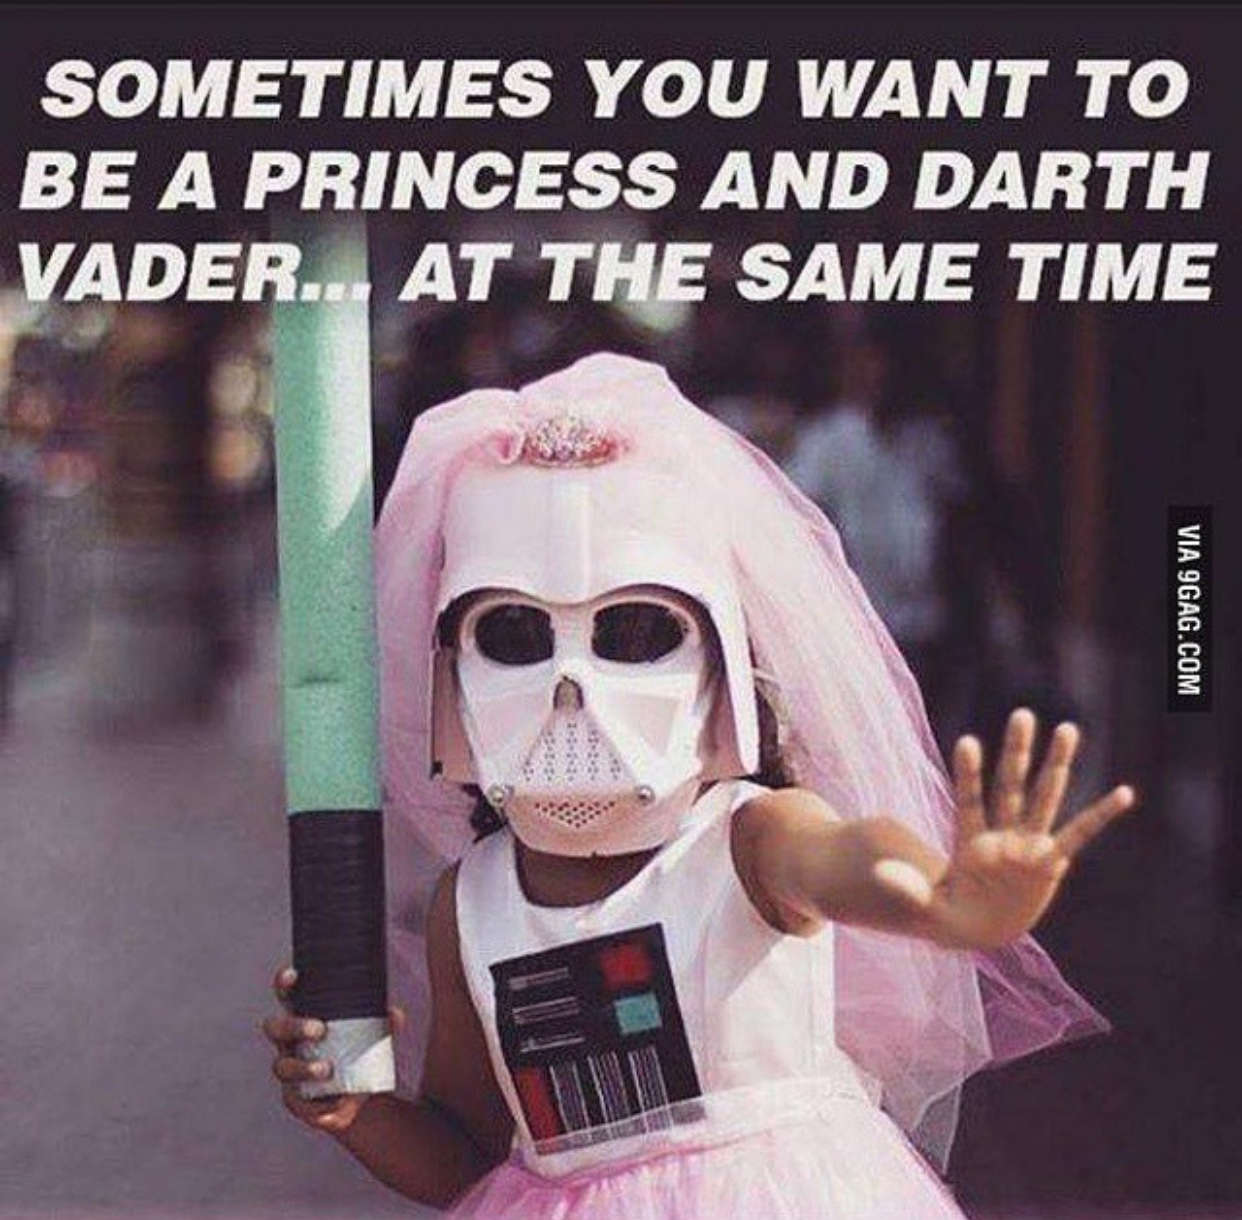 SOMETIMES YOU WANT TO
BE A PRINCESS AND DARTH
VADER... AT THE SAME TIME
VIA 9GAG.COM